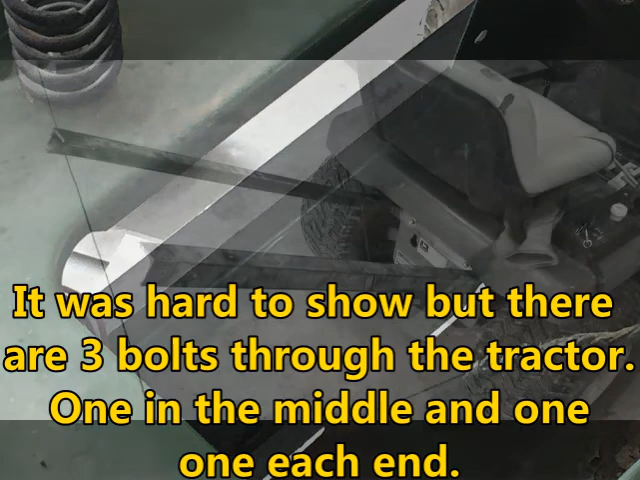 It was hard to show but there
are 3 bolts through the tractor.
One in the middle and one
one each end.